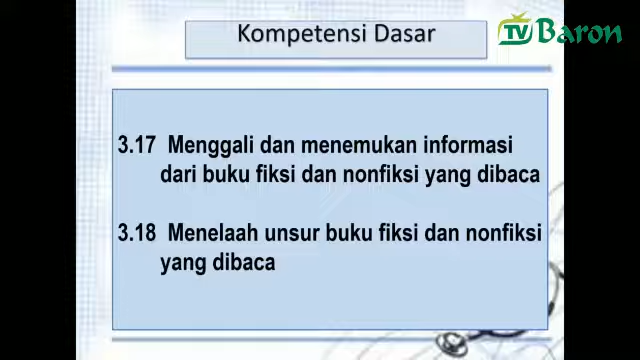 Kompetensi Dasar
TV Baron
3.17 Menggali dan menemukan informasi
dari buku fiksi dan nonfiksi yang dibaca
3.18 Menelaah unsur buku fiksi dan nonfiksi
yang dibaca